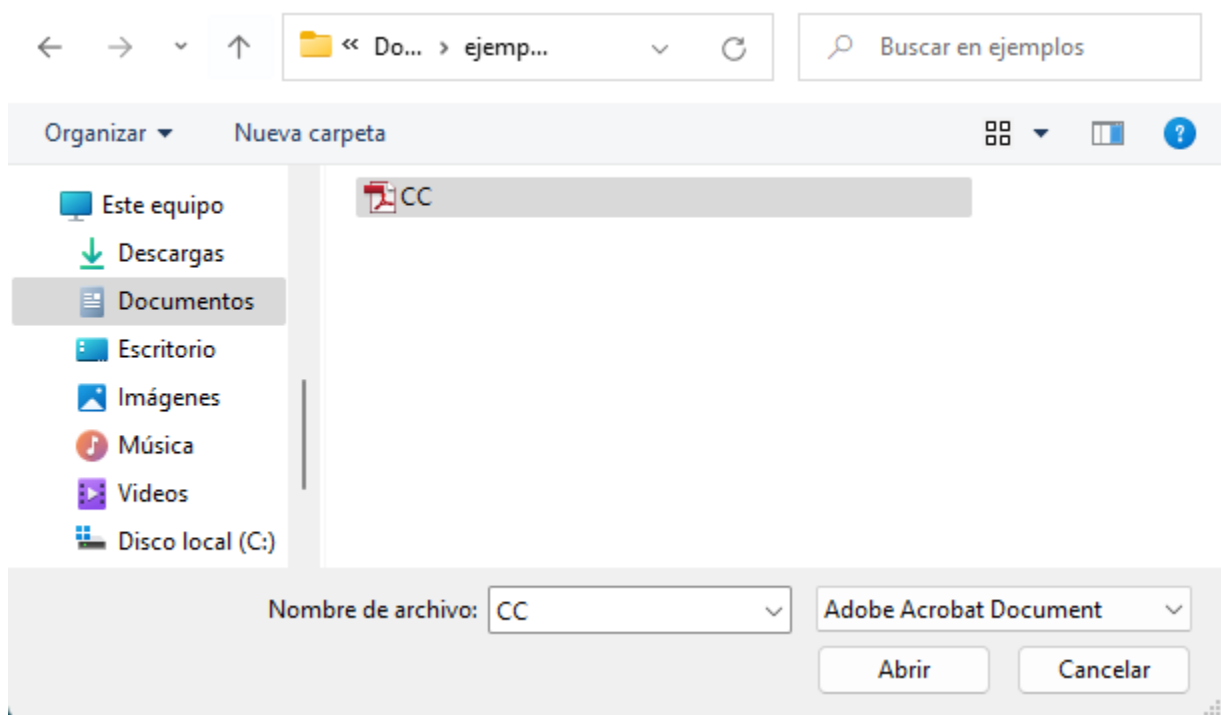 « Do... › ejemp...
Buscar en ejemplos
Organizar
Nueva carpeta
?
Este equipo
CC
Descargas
Documentos
Escritorio
Imágenes
Música
Videos
Disco local (C:)
Nombre de archivo: CC
Adobe Acrobat Document
Abrir
Cancelar